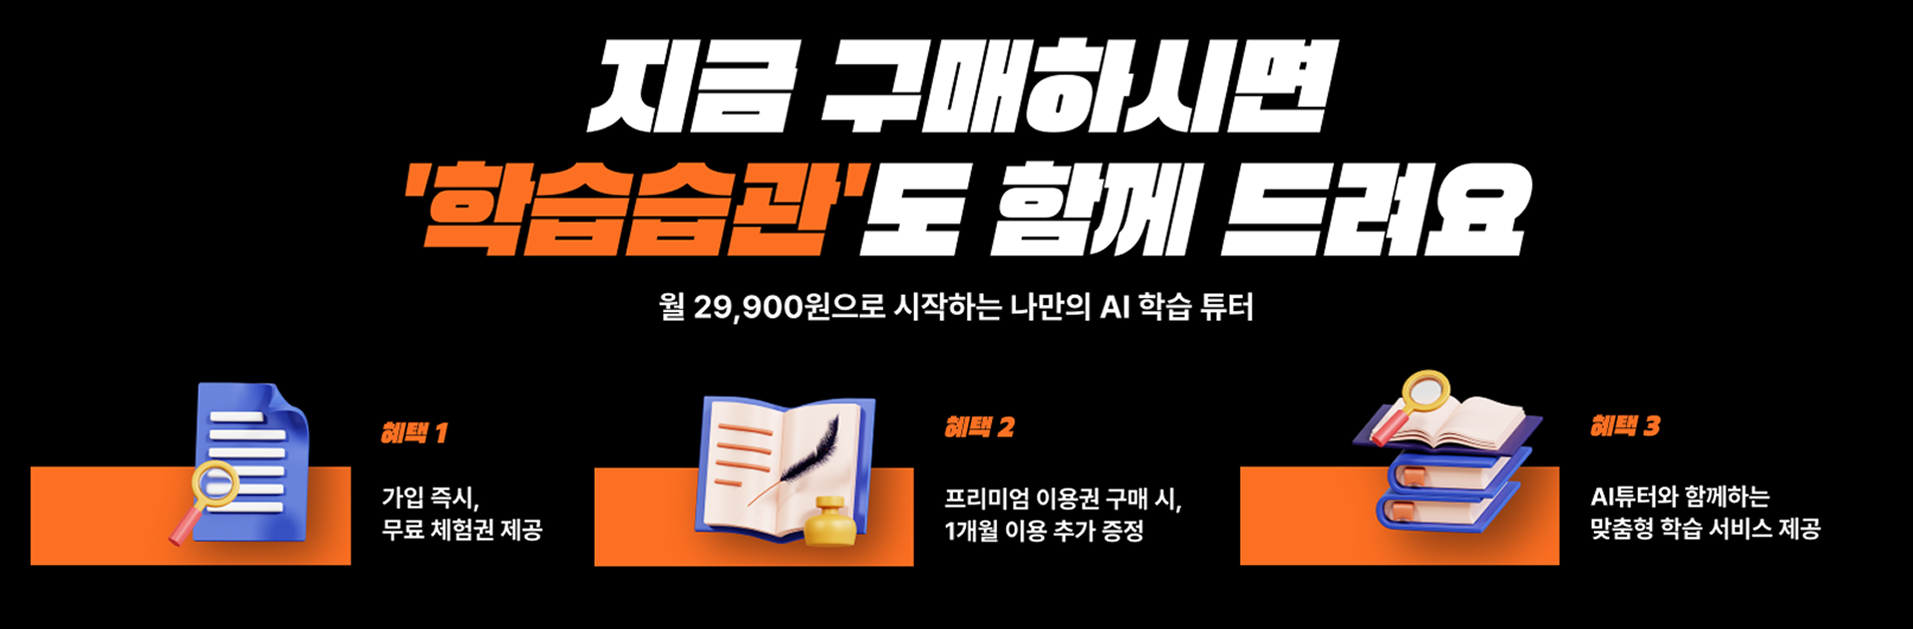 지금 구매하시면
'학습습관'도 함께 드려요
월 29,900원으로 시작하는 나만의 AI 학습 튜터
혜택 1
가입 즉시,
무료 체험권 제공
혜택 2
프리미엄 이용권 구매 시,
1개월 이용 추가 증정
혜택 3
AI튜터와 함께하는
맞춤형 학습 서비스 제공